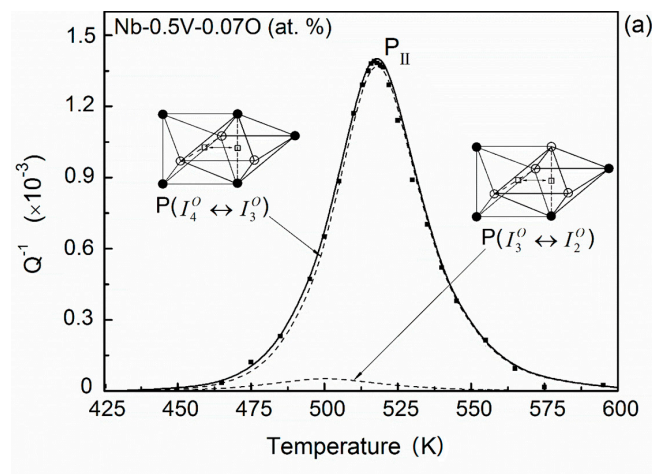 Nb-0.5V-0.07O (at. %)
(a)
P_II
P(I_4^O ↔ I_3^O)
P(I_3^O ↔ I_2^O)
Q^-1 (×10^-3)
1.5
1.2
0.9
0.6
0.3
0
425 450 475 500 525 550 575 600
Temperature (K)